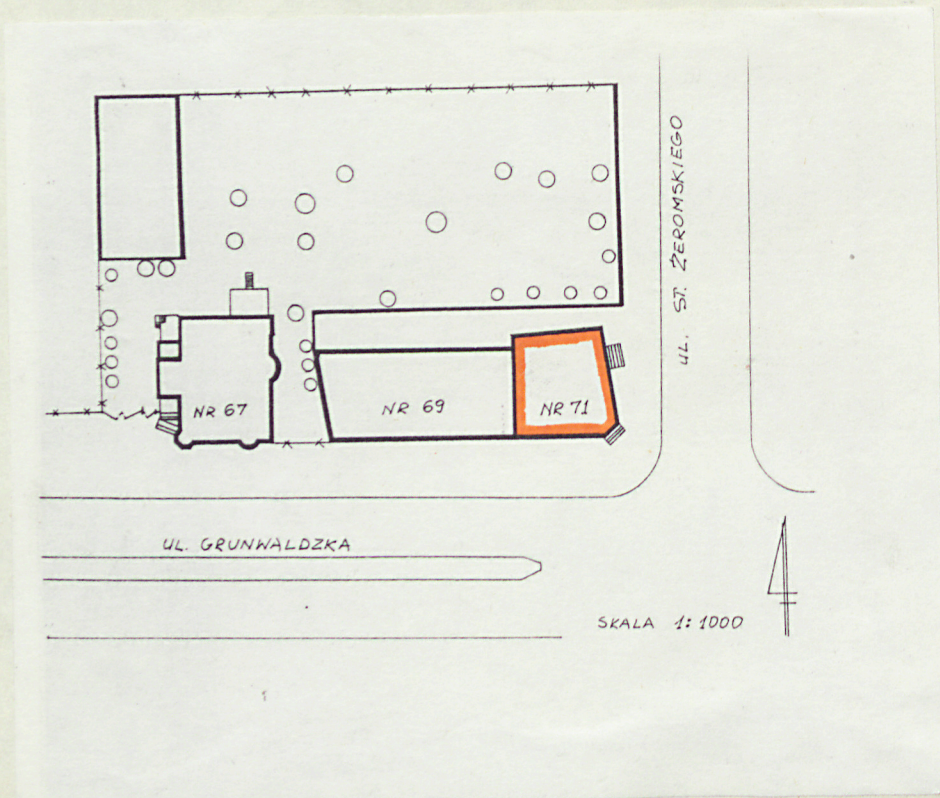 UL. ST. ŻEROMSKIEGO
NR 67
NR 69
NR 71
UL. GRUNWALDZKA
SKALA 1:1000